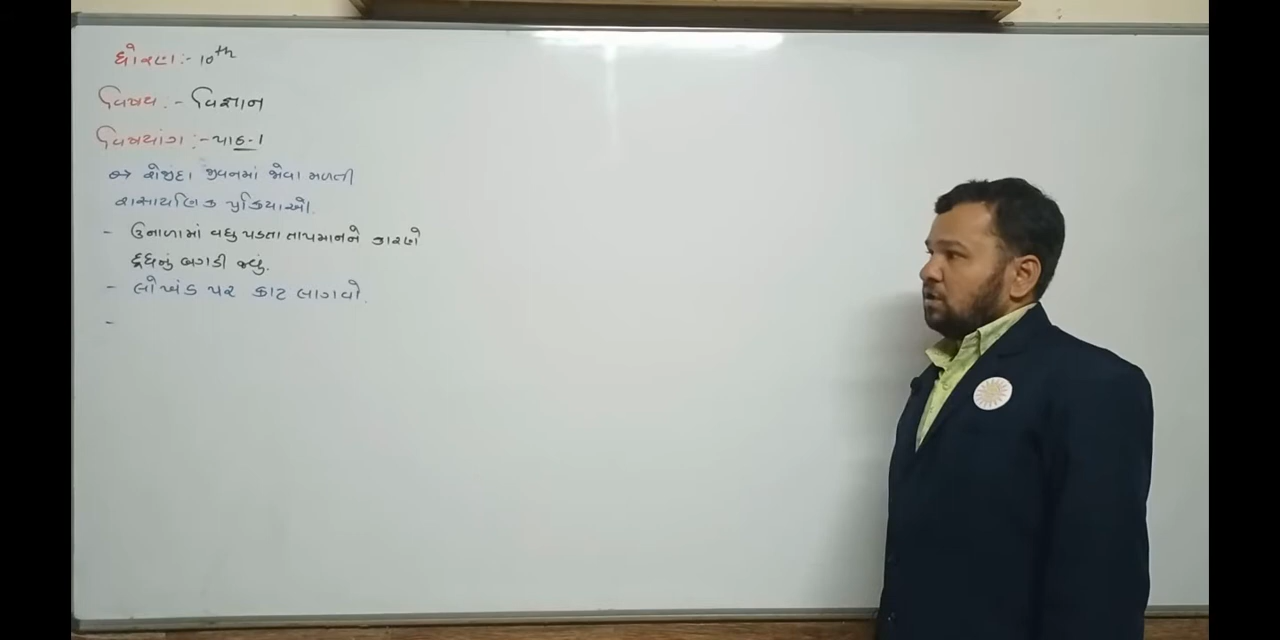 ધોરણ :- 10th
વિષય :- વિજ્ઞાન
વિષયાંગ :- પાઠ-1
રોજીંદા જીવનમાં જોવા મળતી
રાસાયણિક પ્રક્રિયાઓ.
- ઉનાળામાં વધુ પડતા તાપમાનને કારણે
દૂધનું બગડી જવું.
- લોખંડ પર કાટ લાગવો.
-